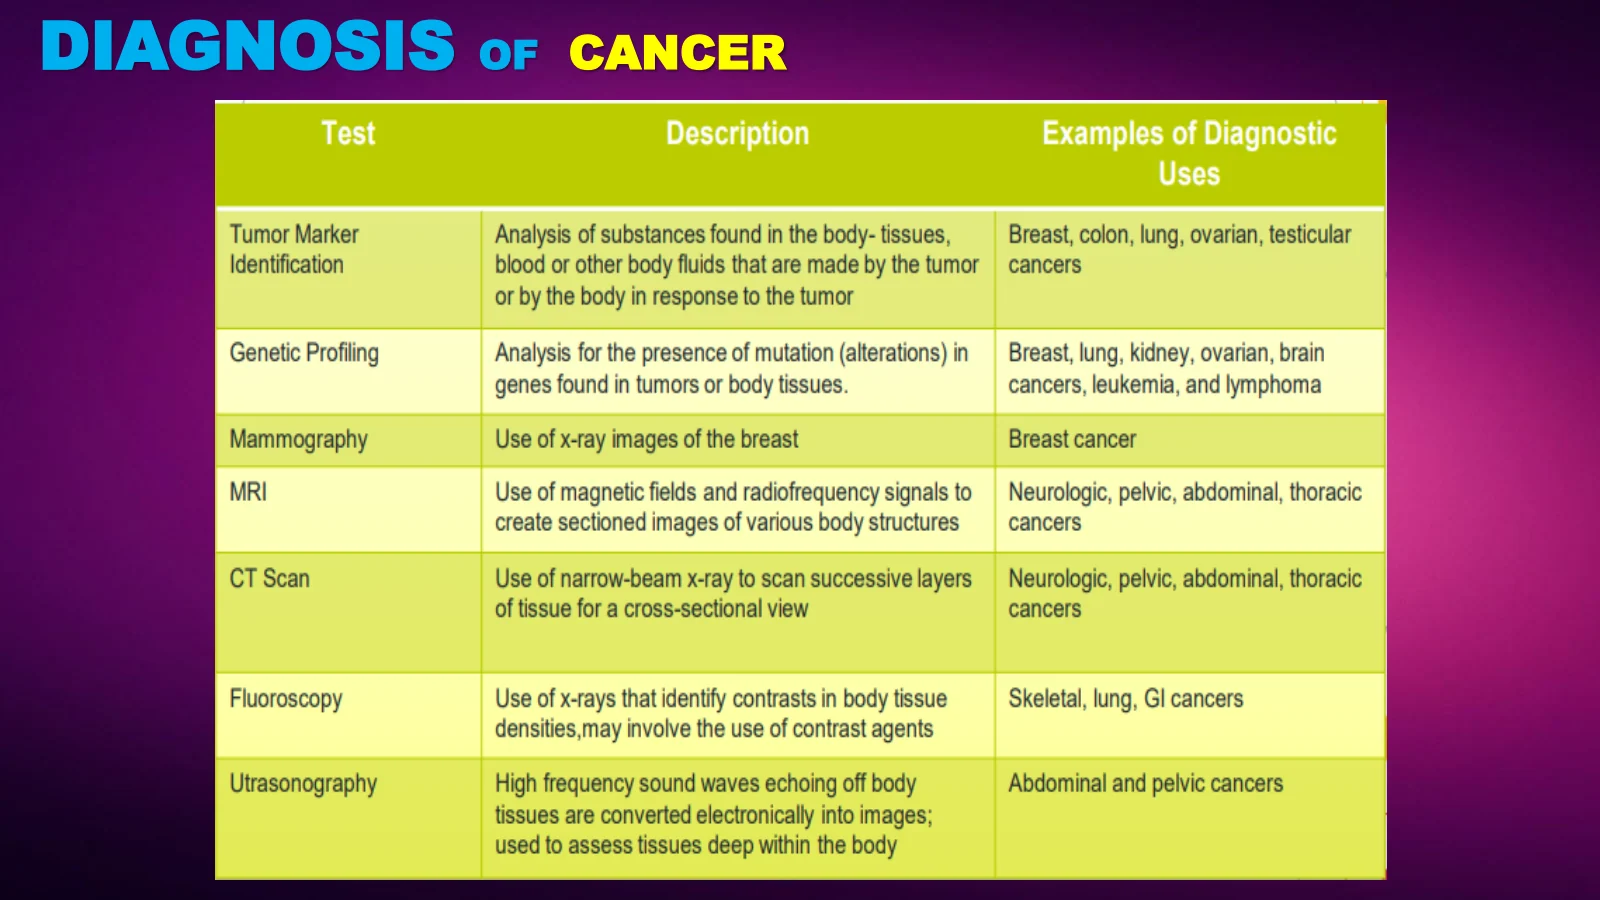 DIAGNOSIS OF CANCER
Test
Description
Examples of Diagnostic
Uses
Tumor Marker
Identification
Analysis of substances found in the body- tissues,
blood or other body fluids that are made by the tumor
or by the body in response to the tumor
Breast, colon, lung, ovarian, testicular
cancers
Genetic Profiling
Analysis for the presence of mutation (alterations) in
genes found in tumors or body tissues.
Breast, lung, kidney, ovarian, brain
cancers, leukemia, and lymphoma
Mammography
Use of x-ray images of the breast
Breast cancer
MRI
Use of magnetic fields and radiofrequency signals to
create sectioned images of various body structures
Neurologic, pelvic, abdominal, thoracic
cancers
CT Scan
Use of narrow-beam x-ray to scan successive layers
of tissue for a cross-sectional view
Neurologic, pelvic, abdominal, thoracic
cancers
Fluoroscopy
Use of x-rays that identify contrasts in body tissue
densities,may involve the use of contrast agents
Skeletal, lung, GI cancers
Utrasonography
High frequency sound waves echoing off body
tissues are converted electronically into images;
used to assess tissues deep within the body
Abdominal and pelvic cancers